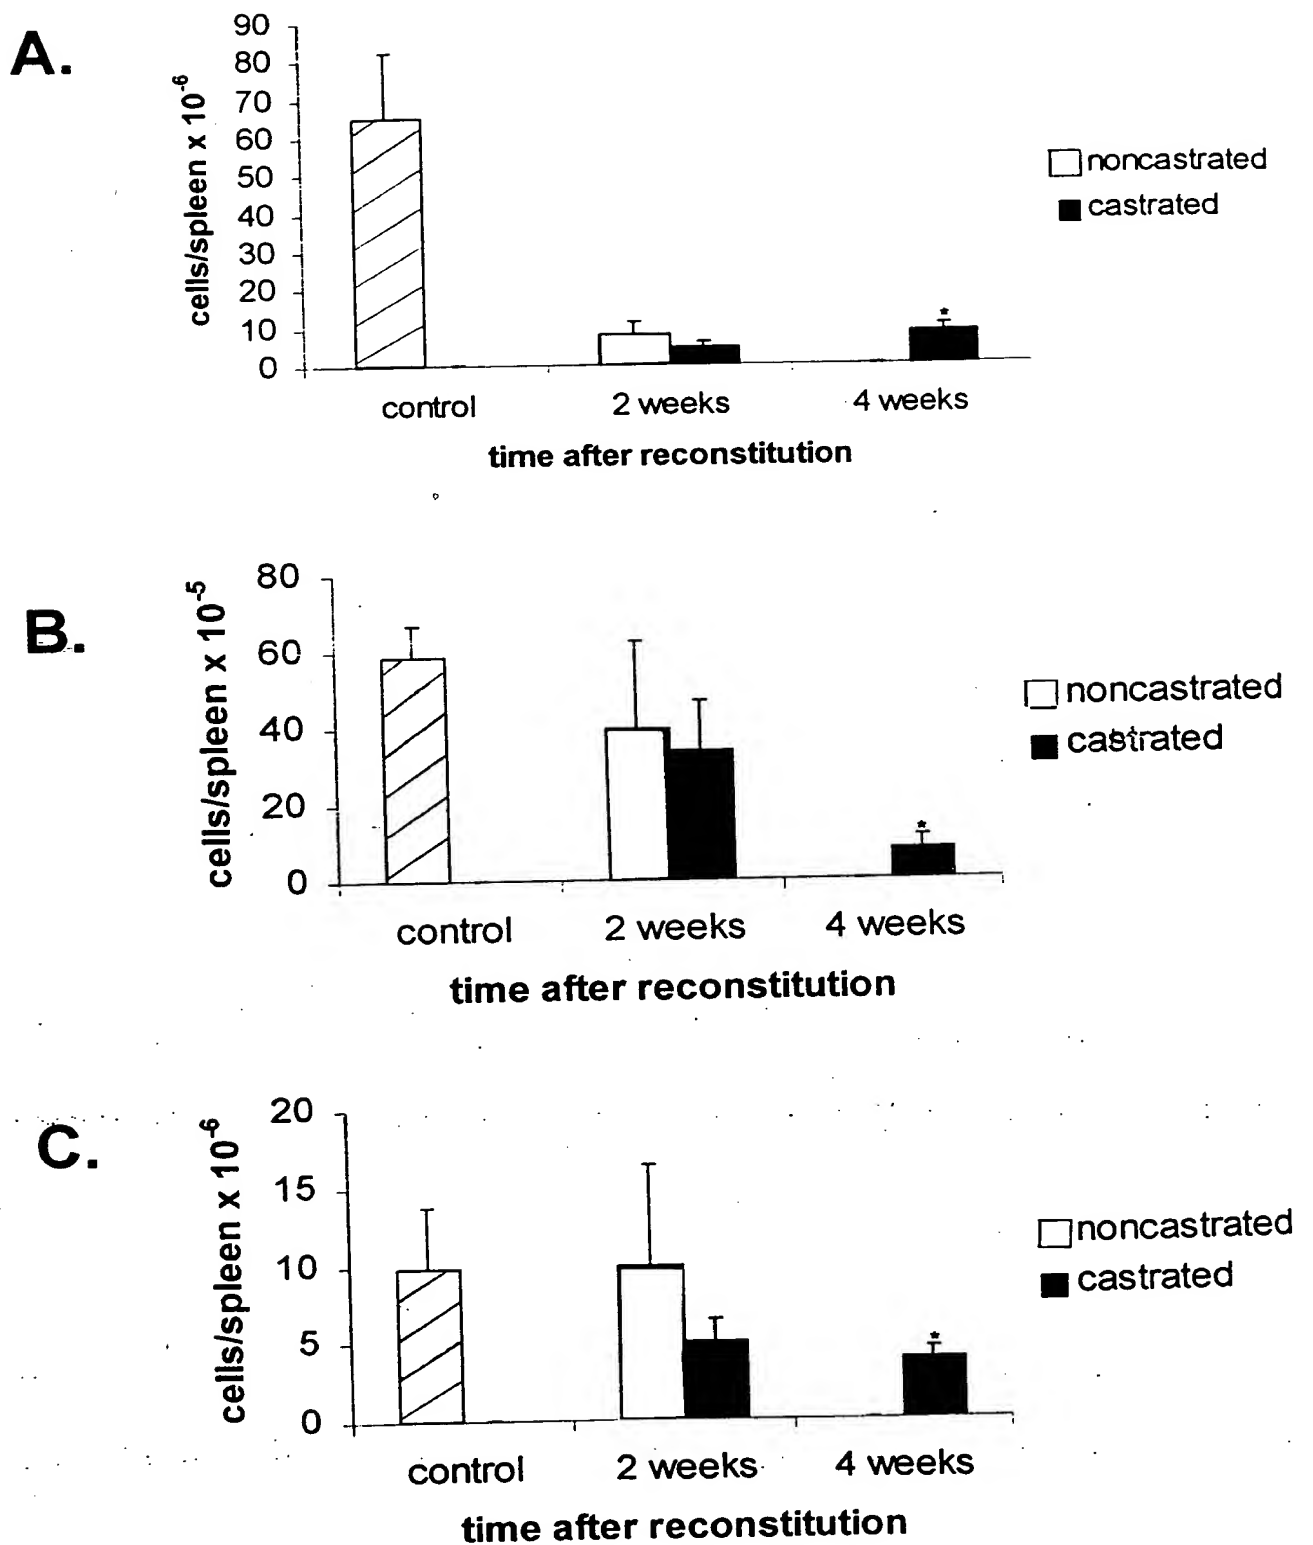 A.
cells/spleen x 10-6
90
80
70
60
50
40
30
20
10
0
*
control
2 weeks
4 weeks
time after reconstitution
noncastrated
castrated
B.
cells/spleen x 10-5
80
60
40
20
0
*
control
2 weeks
4 weeks
time after reconstitution
noncastrated
castrated
C.
cells/spleen x 10-6
20
15
10
5
0
*
control
2 weeks
4 weeks
time after reconstitution
noncastrated
castrated